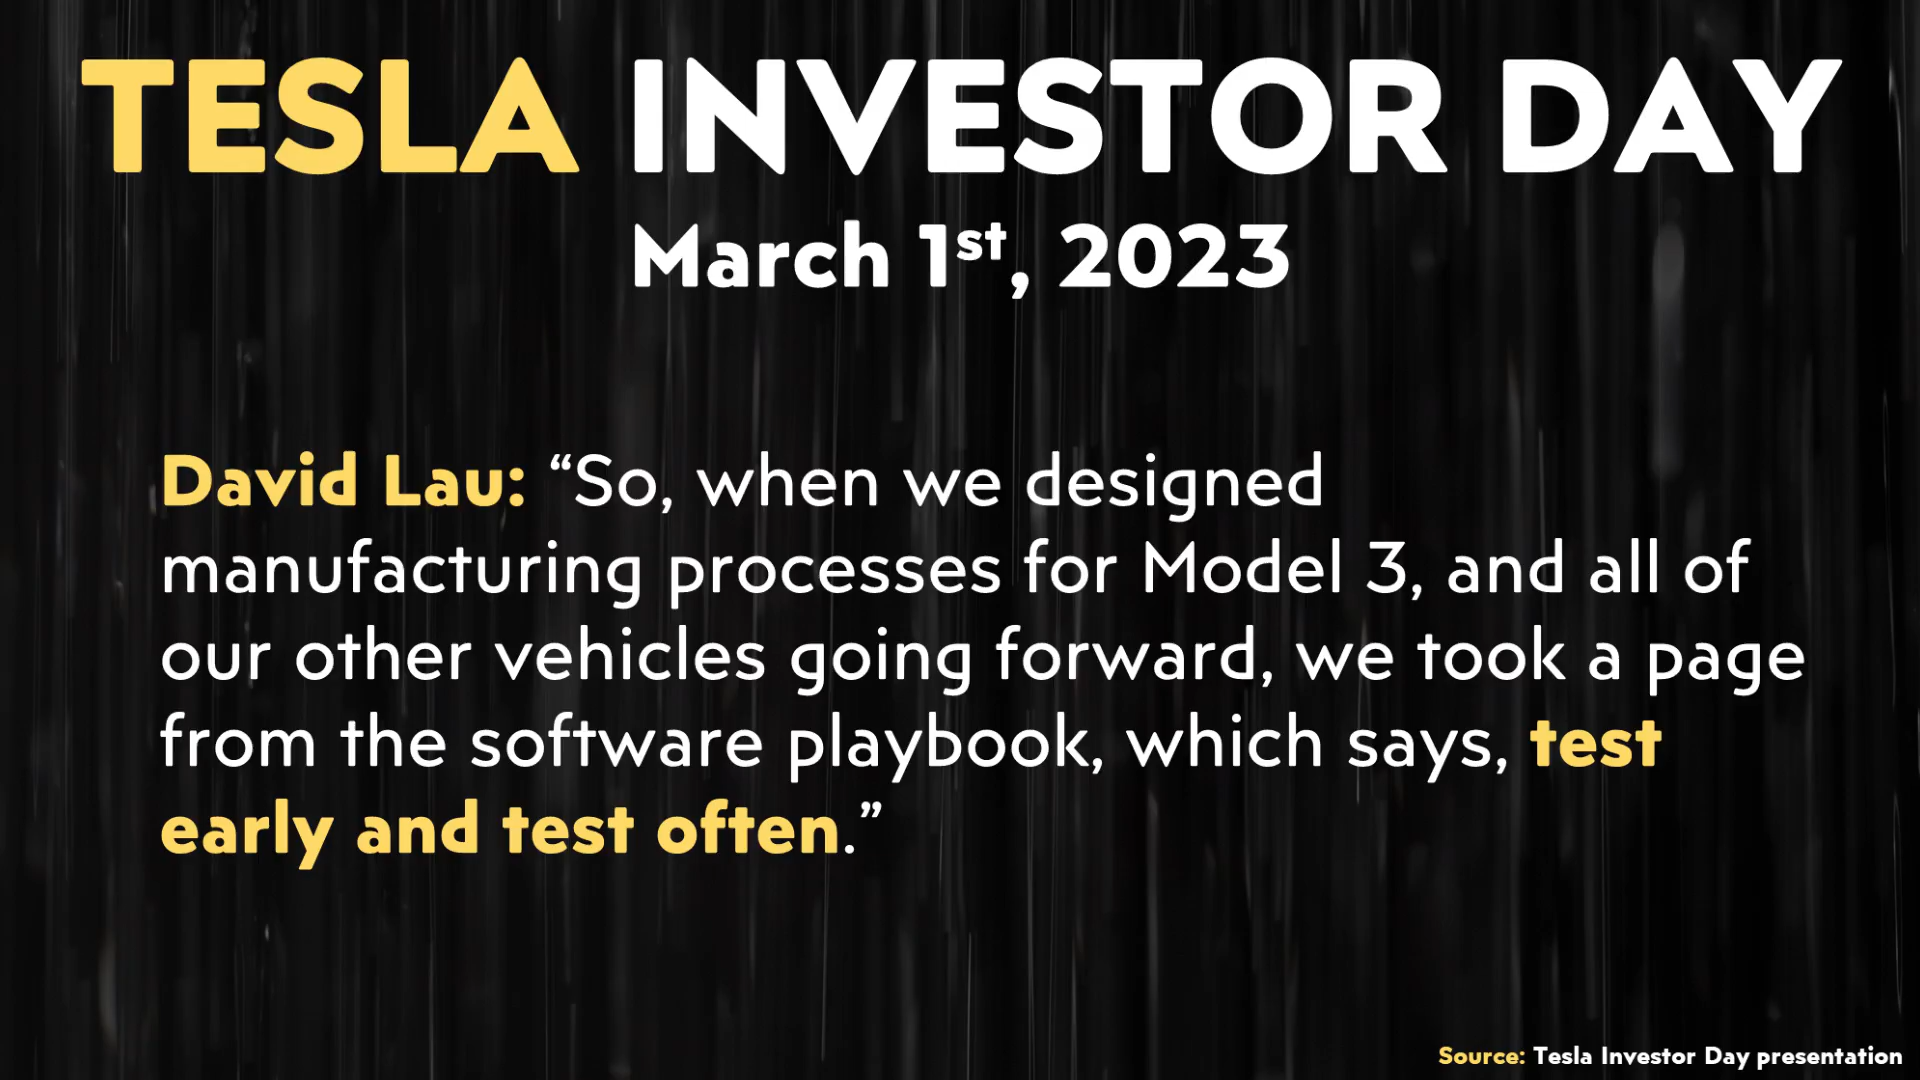 TESLA INVESTOR DAY
March 1st, 2023
David Lau: “So, when we designed
manufacturing processes for Model 3, and all of
our other vehicles going forward, we took a page
from the software playbook, which says, test
early and test often.”
Source: Tesla Investor Day presentation